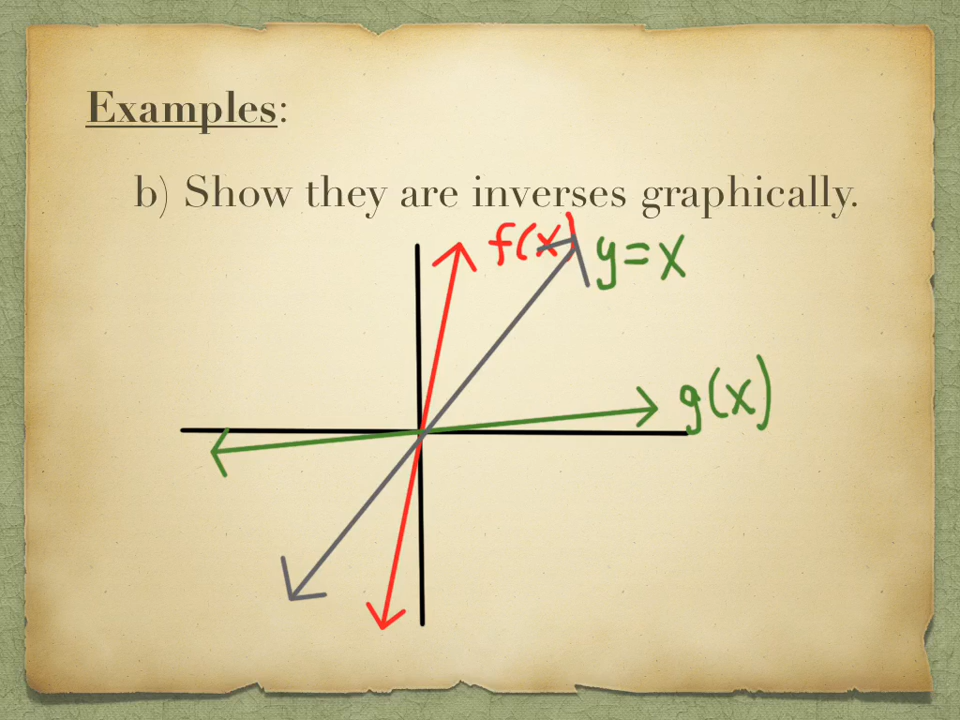 Examples:
b) Show they are inverses graphically.
f(x)
y=x
g(x)